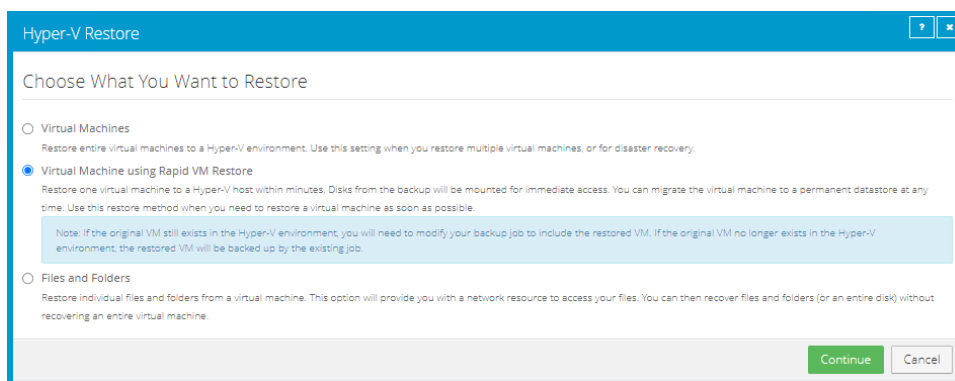 Hyper-V Restore
? ×
Choose What You Want to Restore
Virtual Machines
Restore entire virtual machines to a Hyper-V environment. Use this setting when you restore multiple virtual machines, or for disaster recovery.
Virtual Machine using Rapid VM Restore
Restore one virtual machine to a Hyper-V host within minutes. Disks from the backup will be mounted for immediate access. You can migrate the virtual machine to a permanent datastore at any
time. Use this restore method when you need to restore a virtual machine as soon as possible.
Note: If the original VM still exists in the Hyper-V environment, you will need to modify your backup job to include the restored VM. If the original VM no longer exists in the Hyper-V
environment, the restored VM will be backed up by the existing job.
Files and Folders
Restore individual files and folders from a virtual machine. This option will provide you with a network resource to access your files. You can then recover files and folders (or an entire disk) without
recovering an entire virtual machine.
Continue Cancel